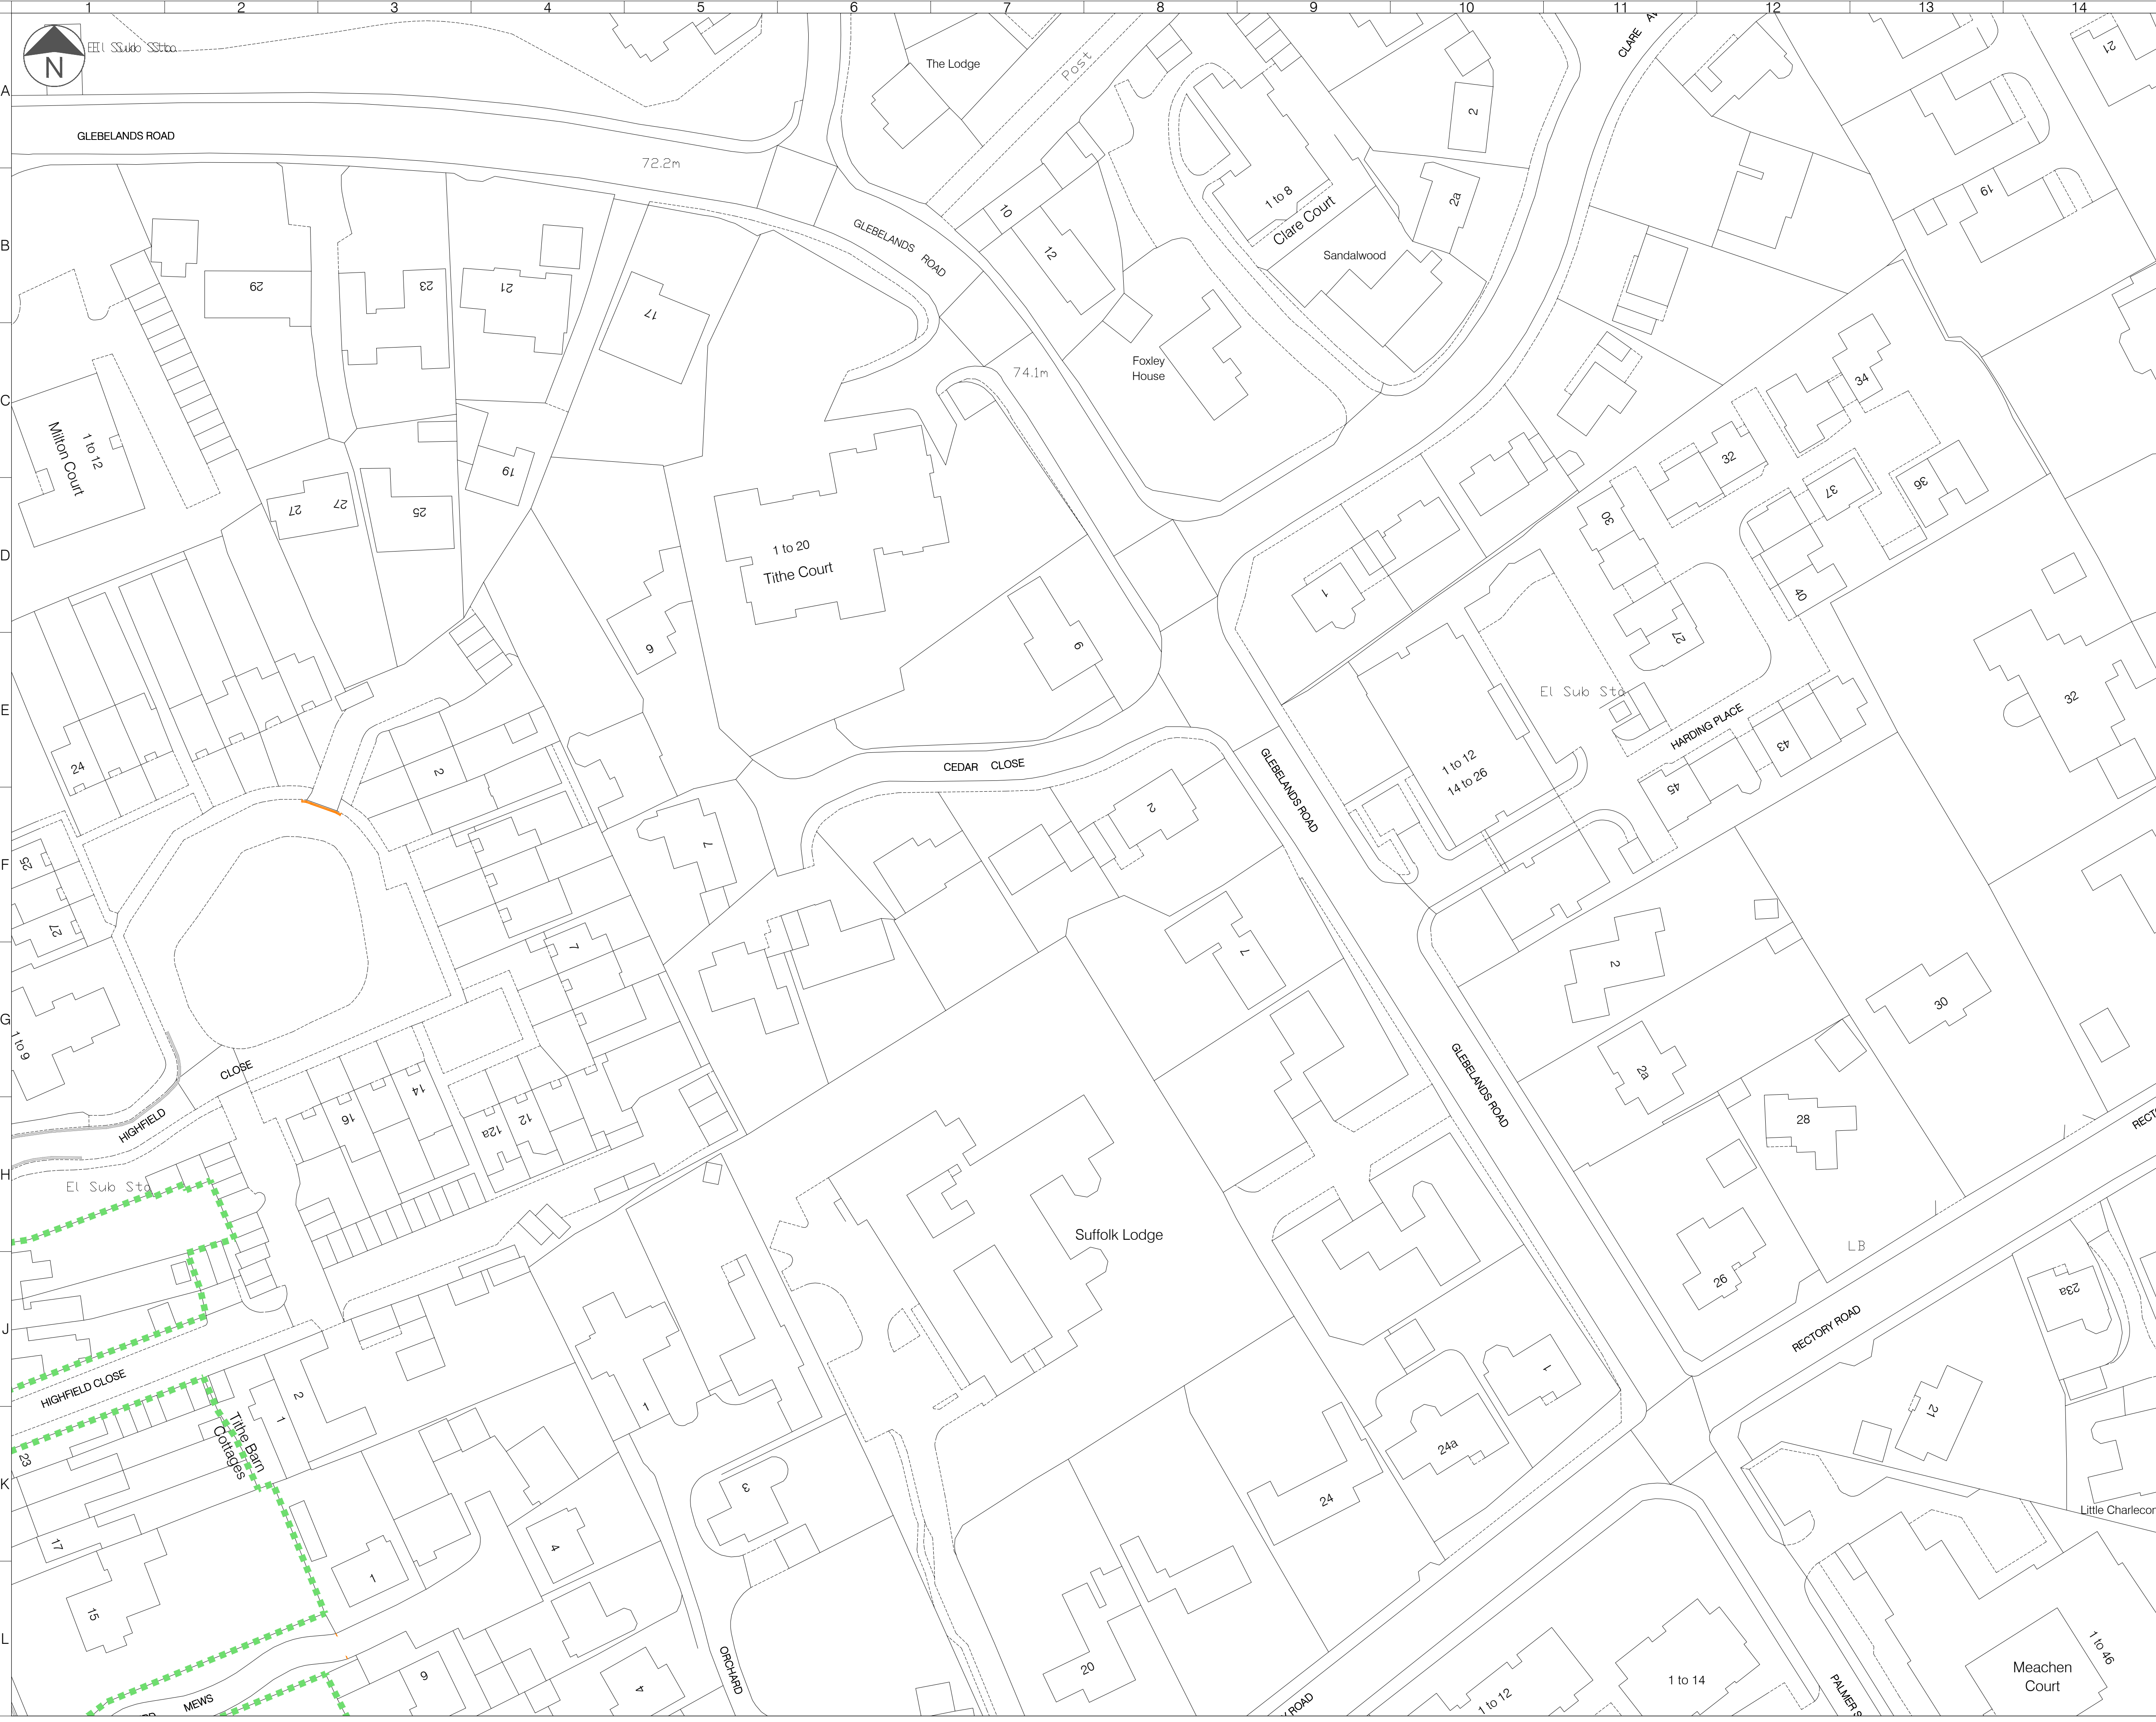 1 2 3 4 5 6 7 8 9 10 11 12 13 14
A
B
C
D
E
F
G
H
J
K
L
N
GLEBELANDS ROAD
72.2m
The Lodge
Post
CLARE
21
2
2a
1 to 8
Clare Court
Sandalwood
10
12
19
GLEBELANDS ROAD
29
23
21
17
74.1m
Foxley
House
34
Milton Court
1 to 12
19
32
27
27
25
30
37
36
1 to 20
Tithe Court
1
40
27
9
6
El Sub Sta
HARDING PLACE
32
24
2
CEDAR CLOSE
GLEBELANDS ROAD
1 to 12
14 to 26
43
45
2
7
25
27
7
7
2
1 to 9
30
CLOSE
HIGHFIELD
16
14
12a
12
GLEBELANDS ROAD
2a
28
El Sub Sta
Suffolk Lodge
LB
26
23a
RECTORY ROAD
HIGHFIELD CLOSE
2
1
Tithe Barn
Cottages
1
1
24a
21
23
3
24
17
4
Little Charlecot
15
1
ORCHARD
20
9
4
MEWS
ROAD
1 to 12
1 to 14
PALMER S
1 to 46
Meachen
Court